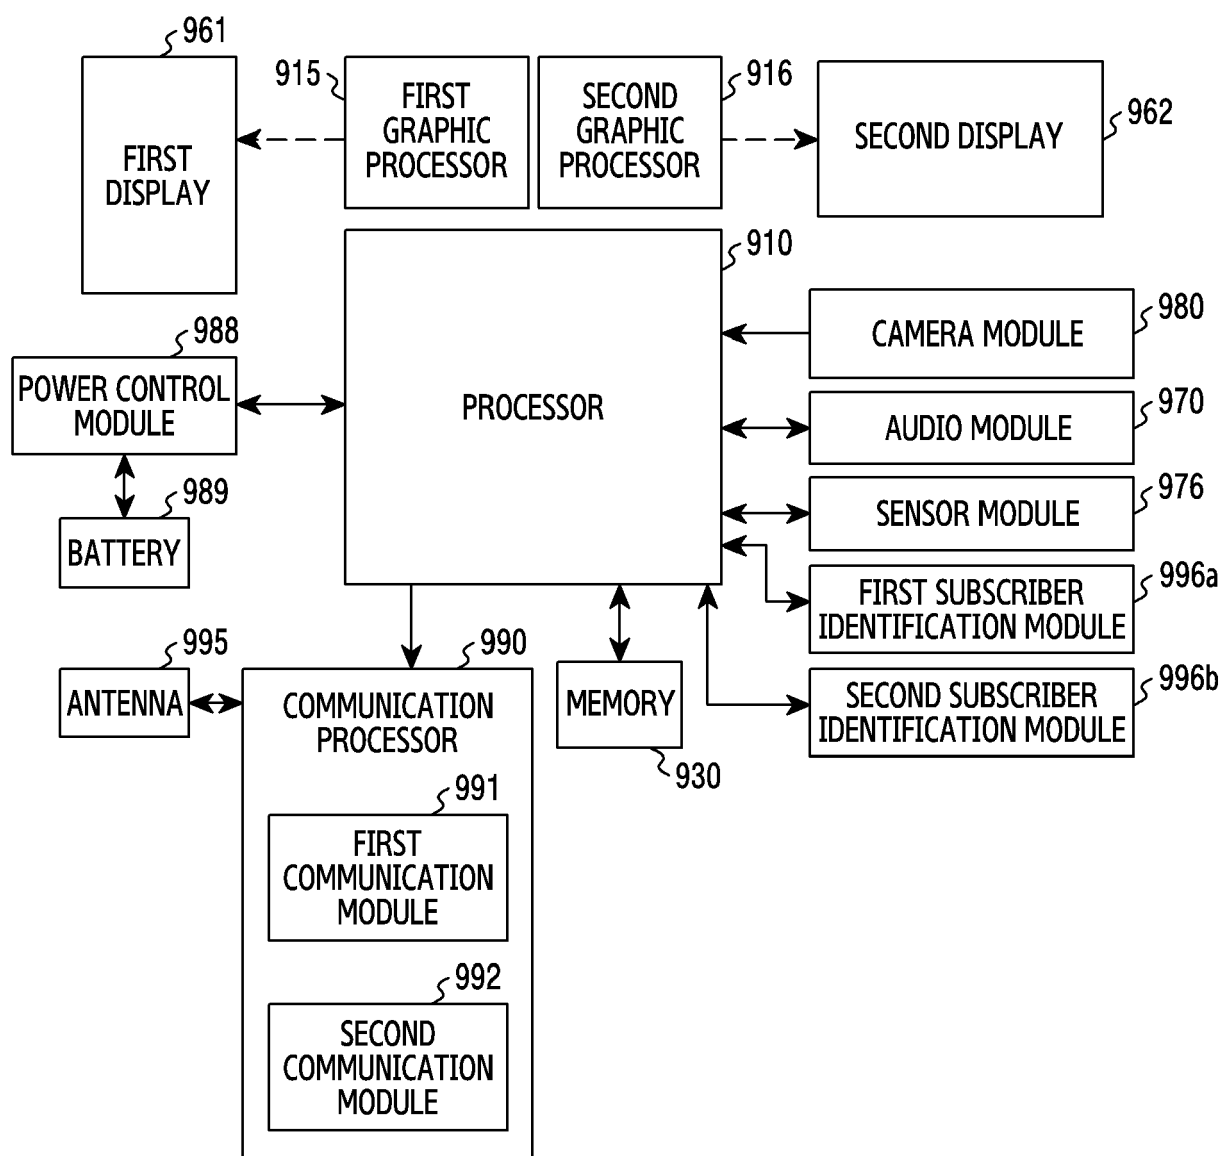 961
FIRST
DISPLAY
915
FIRST
GRAPHIC
PROCESSOR
SECOND
GRAPHIC
PROCESSOR
916
SECOND DISPLAY
962
910
PROCESSOR
CAMERA MODULE
980
988
POWER CONTROL
MODULE
AUDIO MODULE
970
989
BATTERY
SENSOR MODULE
976
FIRST SUBSCRIBER
IDENTIFICATION MODULE
996a
SECOND SUBSCRIBER
IDENTIFICATION MODULE
996b
995
ANTENNA
990
COMMUNICATION
PROCESSOR
MEMORY
930
991
FIRST
COMMUNICATION
MODULE
992
SECOND
COMMUNICATION
MODULE